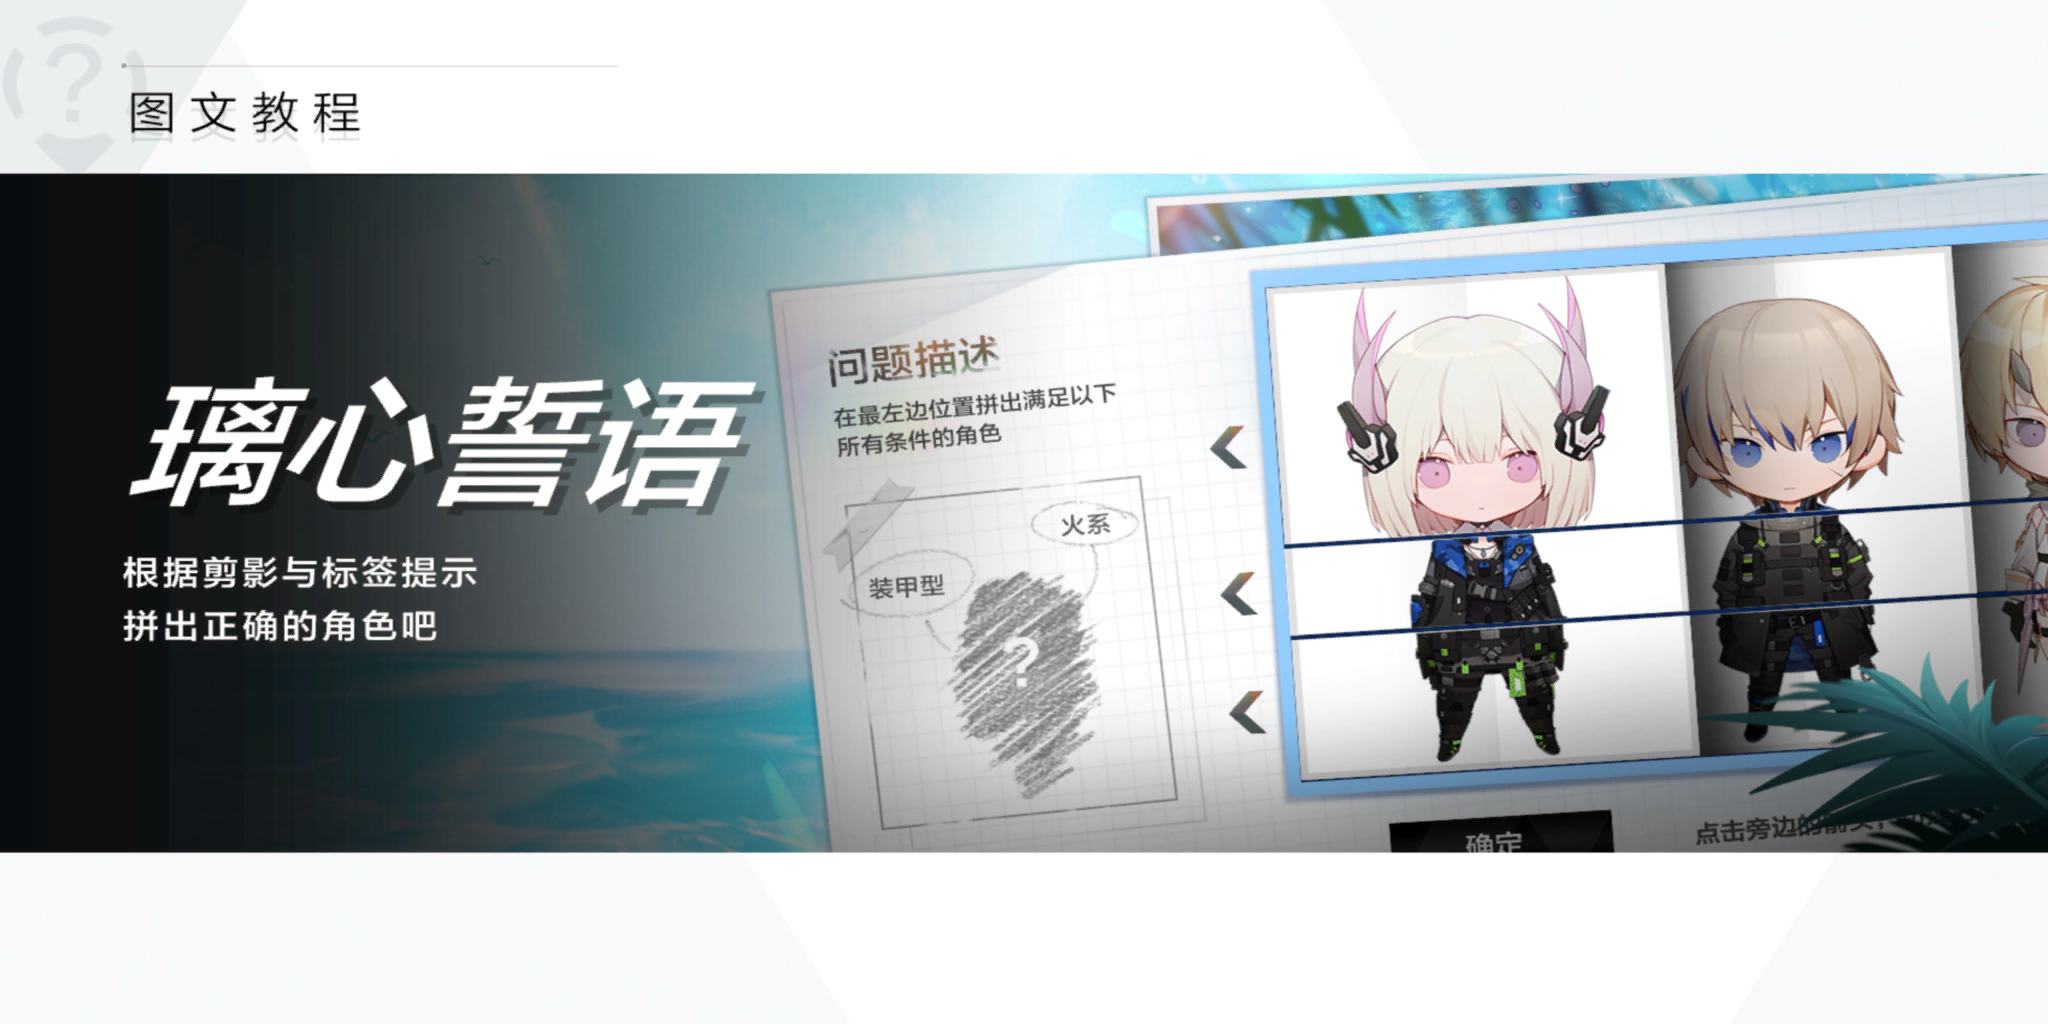 图文教程
璃心誓语
根据剪影与标签提示
拼出正确的角色吧
问题描述
在最左边位置拼出满足以下
所有条件的角色
火系
装甲型
?
确定
点击旁边的箭头,